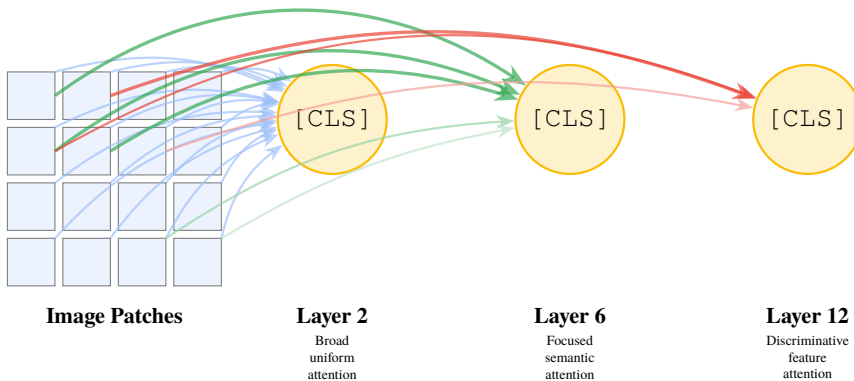 [CLS] [CLS] [CLS]
Image Patches Layer 2 Layer 6 Layer 12
Broad Focused Discriminative
uniform semantic feature
attention attention attention